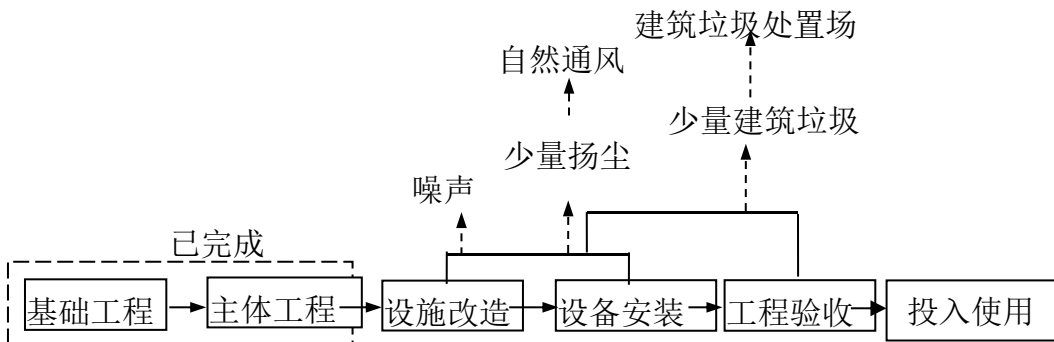 建筑垃圾处置场
自然通风
少量建筑垃圾
少量扬尘
噪声
已完成
基础工程
主体工程
设施改造
设备安装
工程验收
投入使用